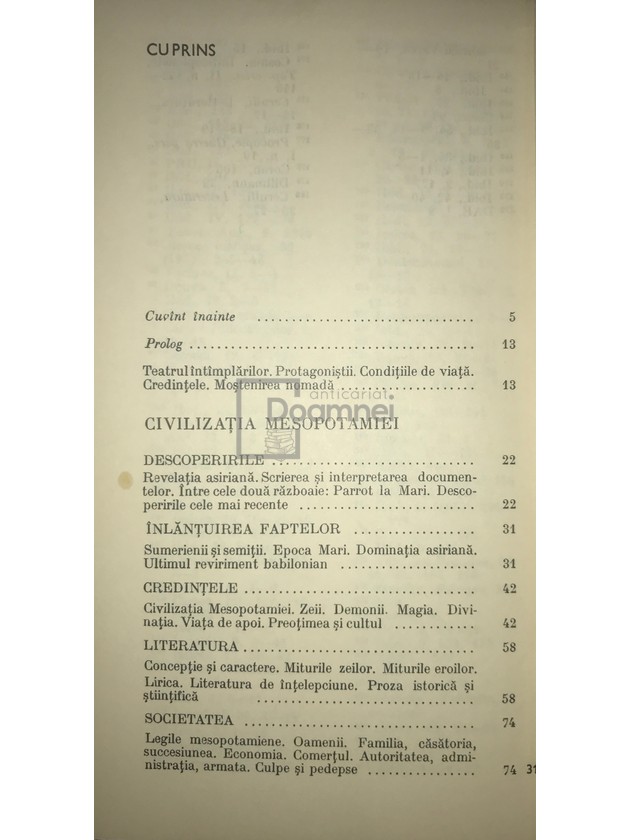 CUPRINS
Cuvînt înainte ................................ 5
Prolog .......................................... 13
Teatrul întîmplărilor. Protagoniștii. Condițiile de viață.
Credințele. Moștenirea nomadă .................... 13
anticariat
Doamnei
CIVILIZAȚIA MESOPOTAMIEI
DESCOPERIRILE .............................. 22
Revelația asiriană. Scrierea și interpretarea documen-
telor. Între cele două războaie: Parrot la Mari. Desco-
peririle cele mai recente .......................... 22
ÎNLĂNȚUIREA FAPTELOR .................. 31
Sumerienii și semiții. Epoca Mari. Dominația asiriană.
Ultimul reviriment babilonian .................... 31
CREDINȚELE .................................. 42
Civilizația Mesopotamiei. Zeii. Demonii. Magia. Divi-
nația. Viața de apoi. Preoțimea și cultul ............ 42
LITERATURA .................................. 58
Concepție și caractere. Miturile zeilor. Miturile eroilor.
Lirica. Literatura de înțelepciune. Proza istorică și
științifică ................................ 58
SOCIETATEA .................................. 74
Legile mesopotamiene. Oamenii. Familia, căsătoria,
succesiunea. Economia. Comerțul. Autoritatea, admi-
nistrația, armata. Culpe și pedepse ................ 74
31